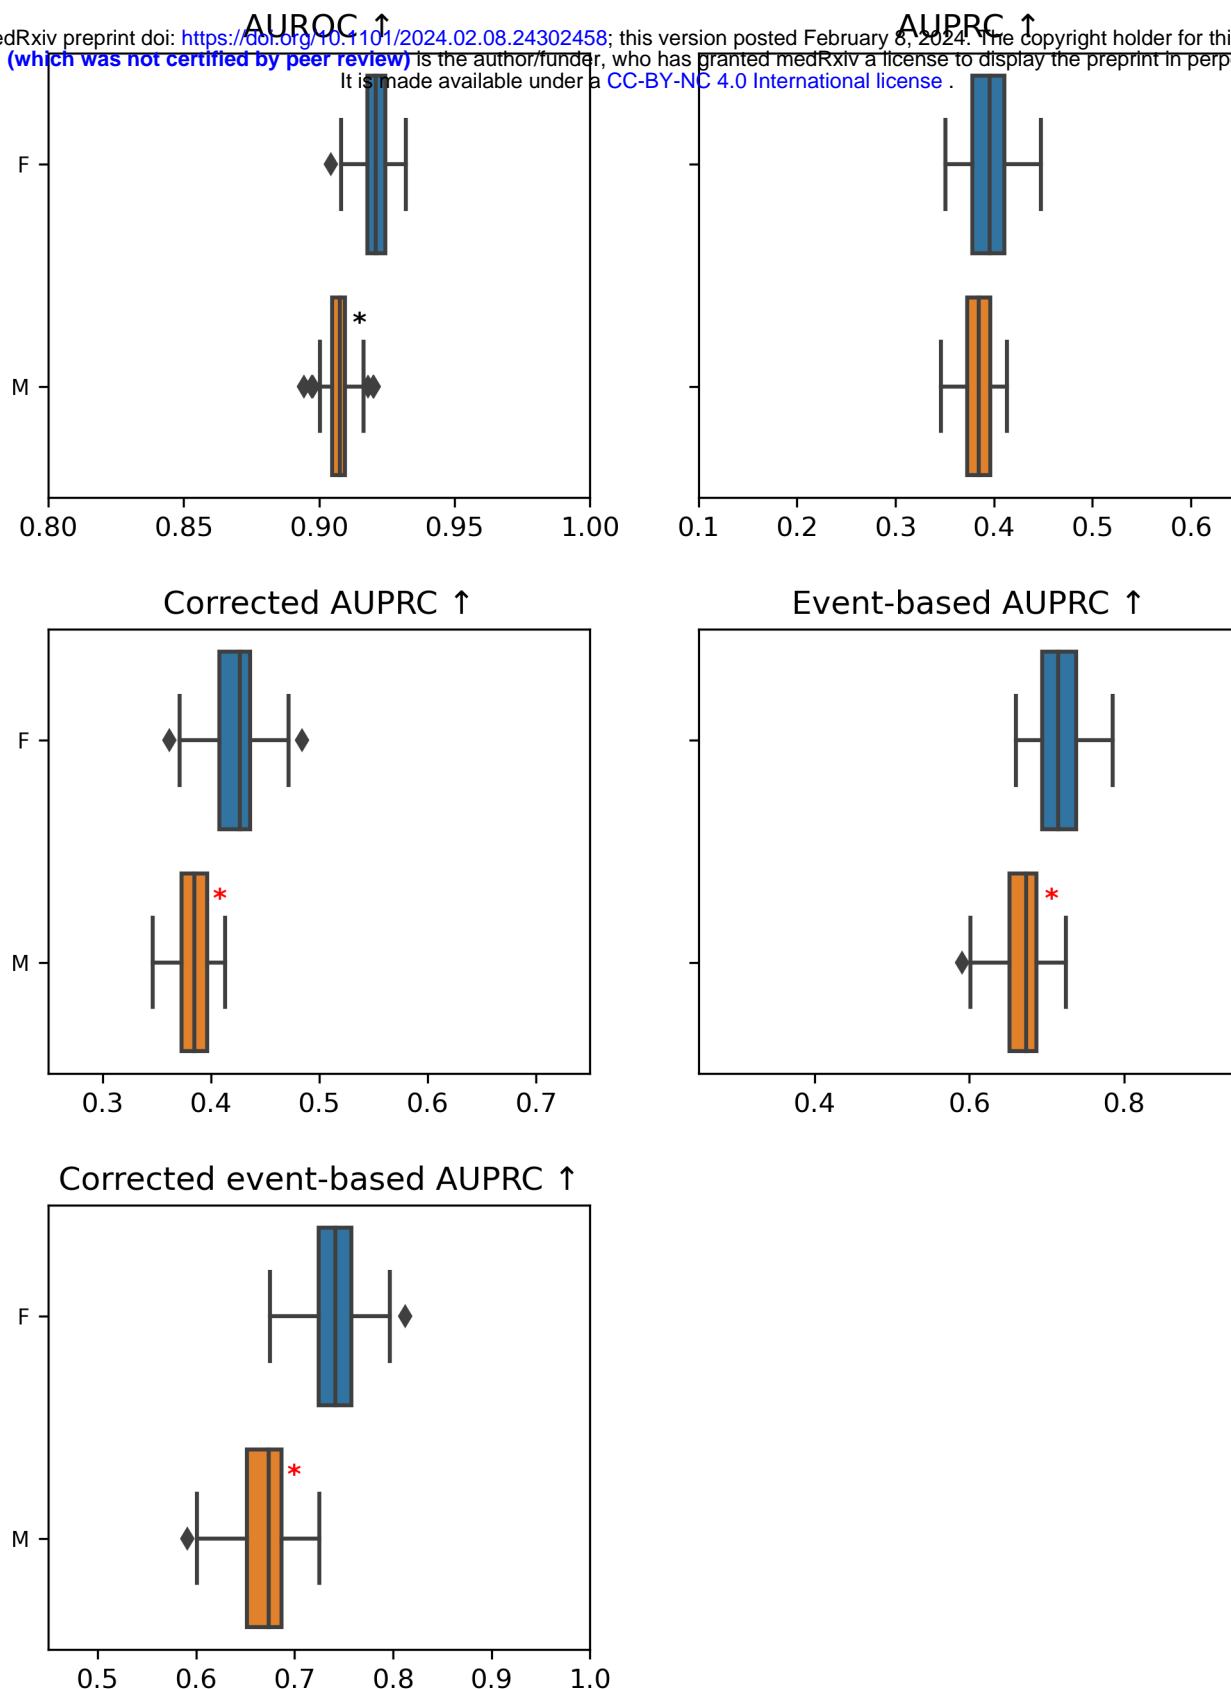 AUROC ↑ AUPRC ↑
edRxiv preprint doi: https://doi.org/10.1101/2024.02.08.24302458; this version posted February 8, 2024. The copyright holder for thi
(which was not certified by peer review) is the author/funder, who has granted medRxiv a license to display the preprint in perp
It is made available under a CC-BY-NC 4.0 International license .
F
*
M
0.80 0.85 0.90 0.95 1.00 0.1 0.2 0.3 0.4 0.5 0.6
Corrected AUPRC ↑ Event-based AUPRC ↑
F
* *
M
0.3 0.4 0.5 0.6 0.7 0.4 0.6 0.8
Corrected event-based AUPRC ↑
F
*
M
0.5 0.6 0.7 0.8 0.9 1.0